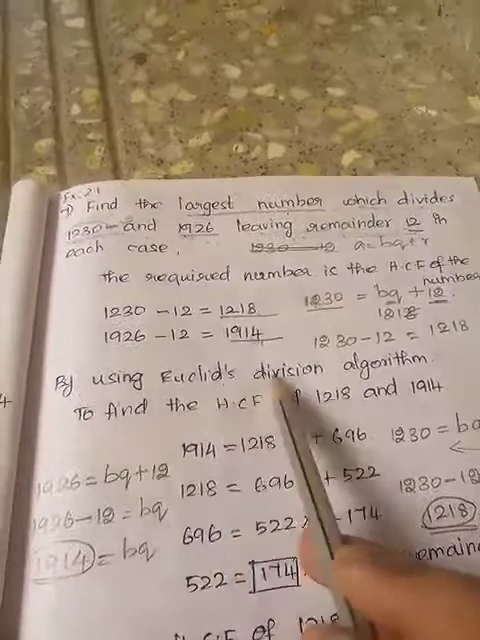 Ex: 2.1
7) Find the largest number which divides
1230 and 1926 leaving remainder 12 in
each case. a = bq + r
The required number is the H.C.F of the
numbers
1230 - 12 = 1218 1230 = bq + 12.
1926 - 12 = 1914 1230 - 12 = 1218
By using Euclid's division algorithm.
To find the H.C.F 1218 and 1914
1914 = 1218 + 696 1230 = bq
1926 = bq + 12 1218 = 696 + 522 1230 - 12
1926 - 12 = bq 696 = 522 174 1218
1914 = bq 522 = 174
H.C.F of 1218